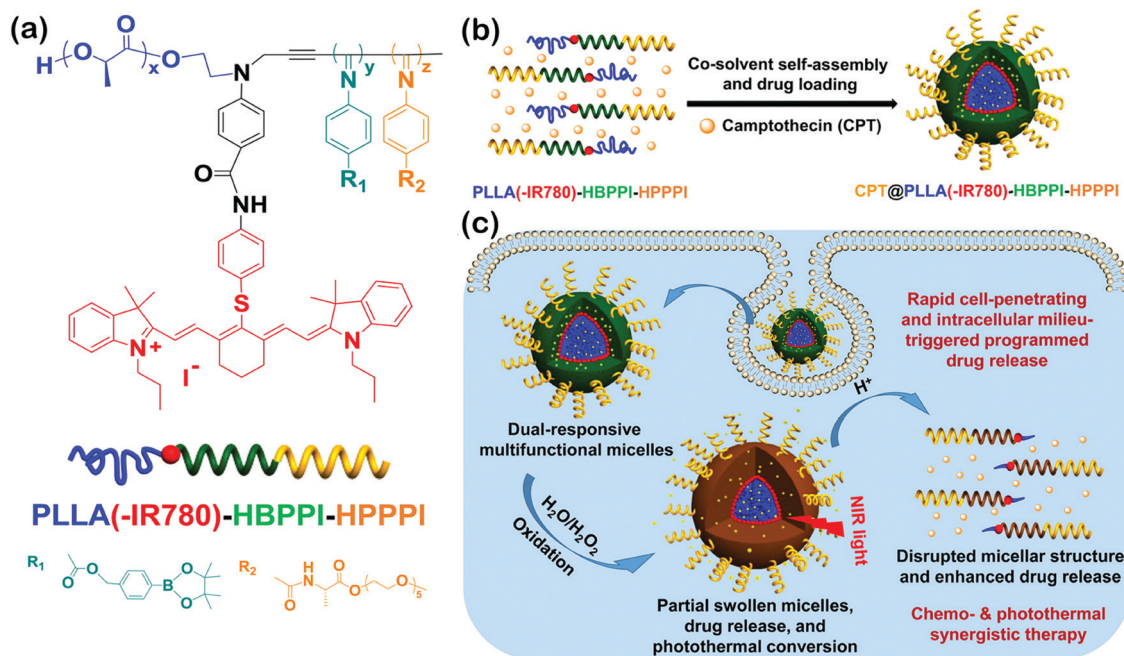 (a)
H
O
O
x
O
N
N
y
N
z
R1
R2
O
NH
S
N+
I-
N
PLLA(-IR780)-HBPPI-HPPPI
R1
O
O
B
O
O
R2
O
H
N
O
O
O
5
(b)
Co-solvent self-assembly
and drug loading
Camptothecin (CPT)
PLLA(-IR780)-HBPPI-HPPPI
CPT@PLLA(-IR780)-HBPPI-HPPPI
(c)
Rapid cell-penetrating
and intracellular milieu-
triggered programmed
drug release
H+
Dual-responsive
multifunctional micelles
H2O/H2O2
Oxidation
NIR light
Partial swollen micelles,
drug release, and
photothermal conversion
Disrupted micellar structure
and enhanced drug release
Chemo- & photothermal
synergistic therapy